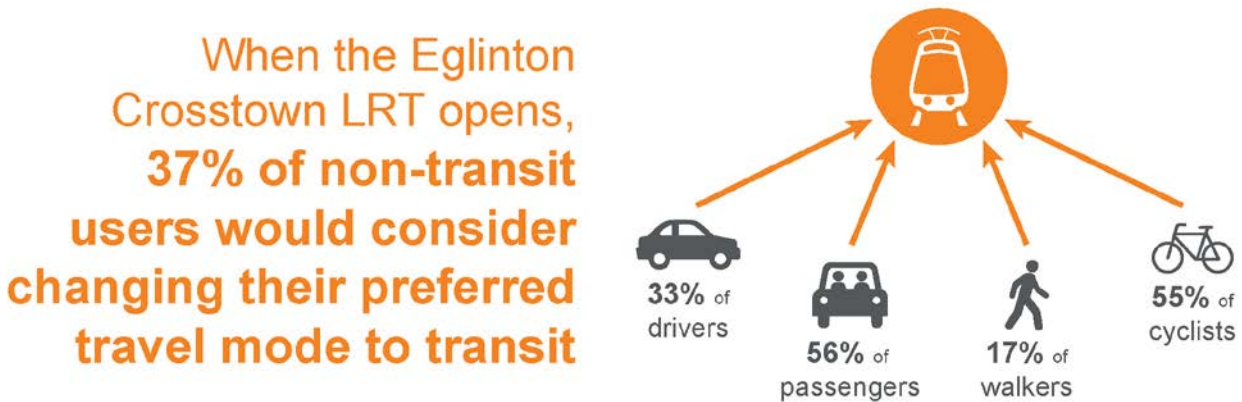 When the Eglinton
Crosstown LRT opens,
37% of non-transit
users would consider
changing their preferred
travel mode to transit
33% of
drivers
56% of
passengers
17% of
walkers
55% of
cyclists